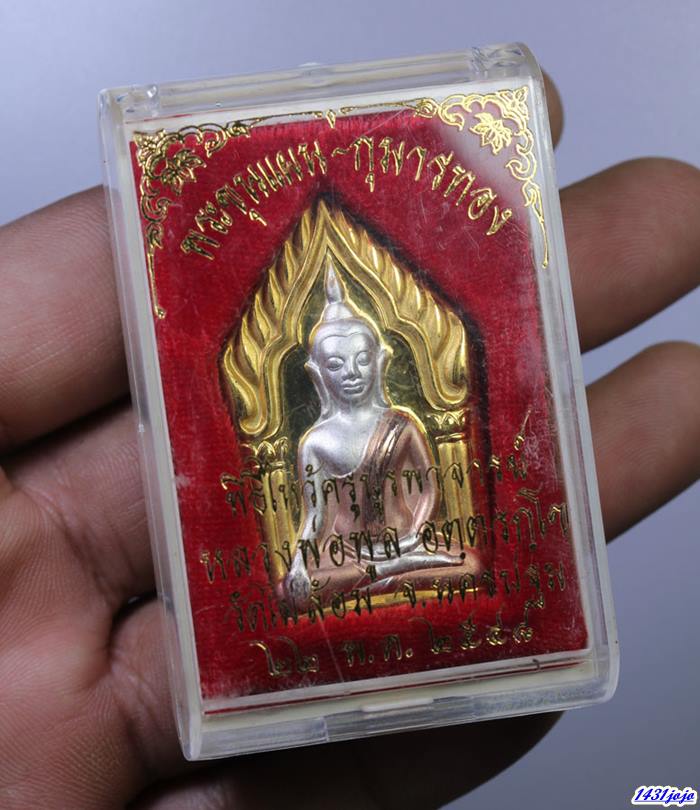 พระขุนแผน-กุมารทอง
พิธีไหว้ครูบูรพาจารย์
หลวงพ่อพูล อตฺตรกฺโข
วัดไผ่ล้อม จ.นครปฐม
๒๒ พ.ค. ๒๕๔๘
1431jojo